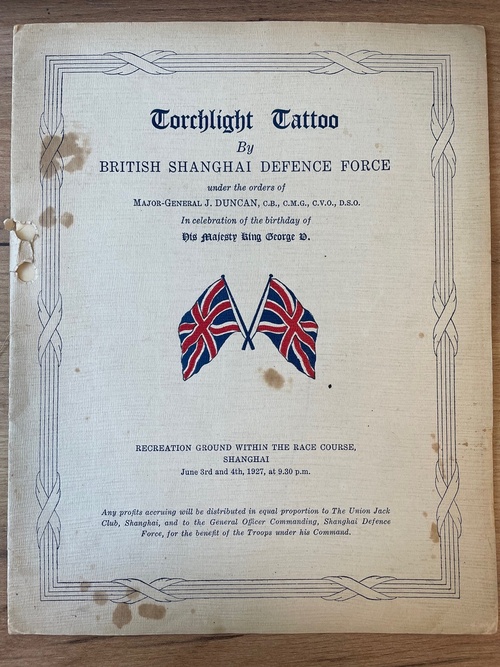 Torchlight Tattoo
By
BRITISH SHANGHAI DEFENCE FORCE
under the orders of
MAJOR-GENERAL J. DUNCAN, C.B., C.M.G., C.V.O., D.S.O.
In celebration of the birthday of
His Majesty King George V.
RECREATION GROUND WITHIN THE RACE COURSE,
SHANGHAI
June 3rd and 4th, 1927, at 9.30 p.m.
Any profits accruing will be distributed in equal proportion to The Union Jack
Club, Shanghai, and to the General Officer Commanding, Shanghai Defence
Force, for the benefit of the Troops under his Command.